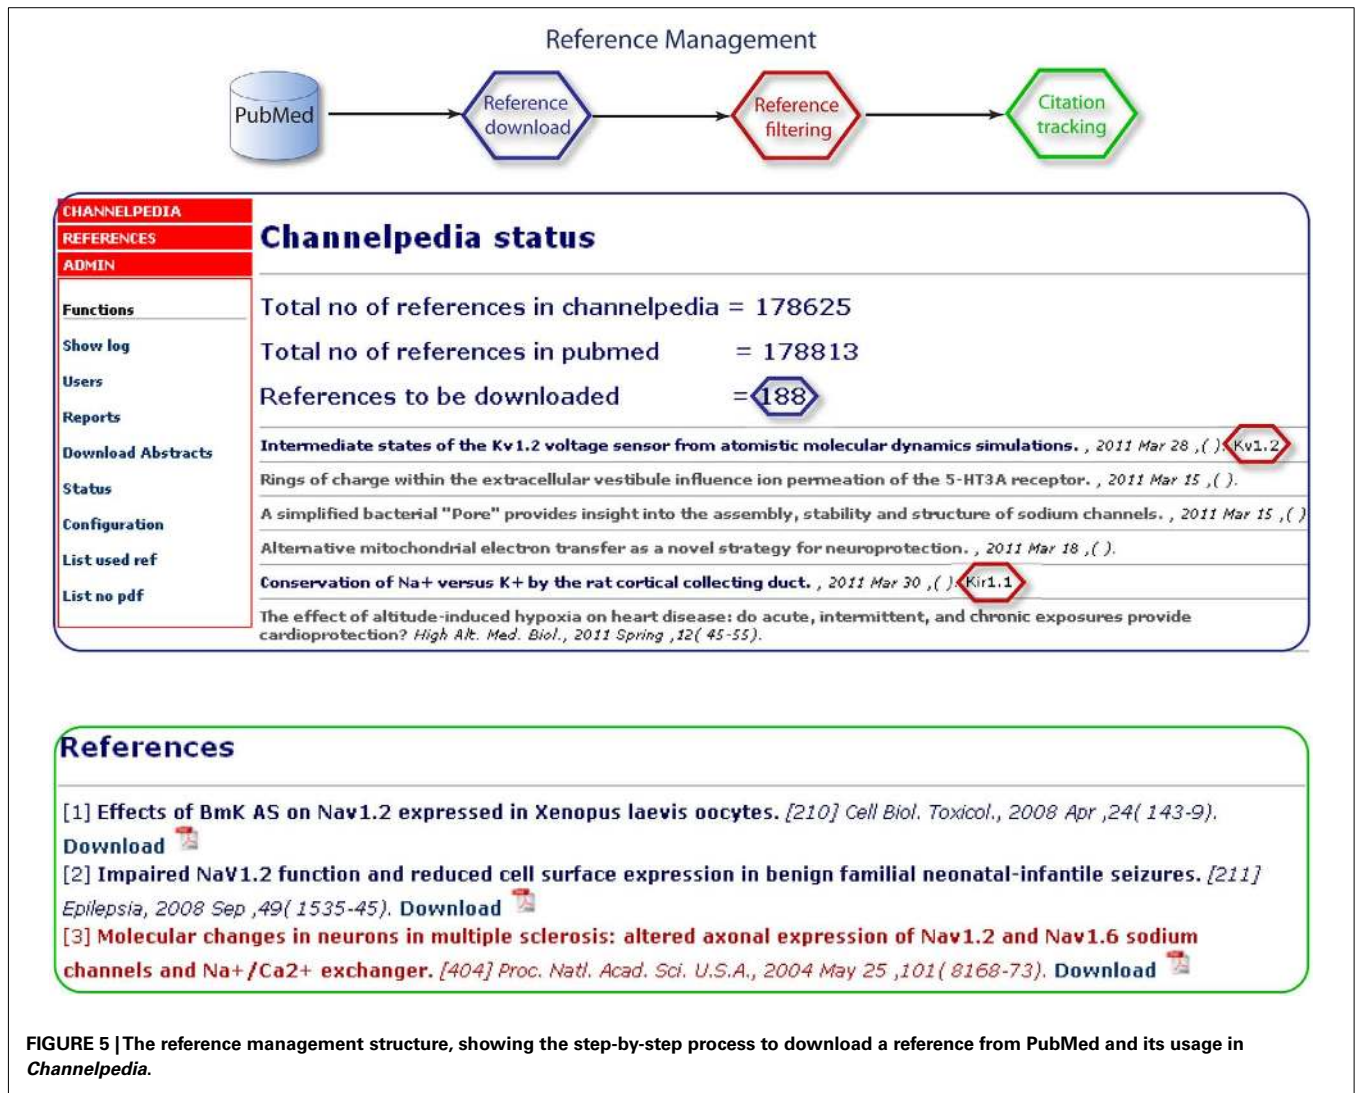 Reference Management
PubMed
Reference
download
Reference
filtering
Citation
tracking
CHANNELPEDIA
REFERENCES
ADMIN
Functions
Show log
Users
Reports
Download Abstracts
Status
Configuration
List used ref
List no pdf
Channelpedia status
Total no of references in channelpedia = 178625
Total no of references in pubmed = 178813
References to be downloaded =188
Intermediate states of the Kv1.2 voltage sensor from atomistic molecular dynamics simulations. , 2011 Mar 28 ,( ). Kv1.2
Rings of charge within the extracellular vestibule influence ion permeation of the 5-HT3A receptor. , 2011 Mar 15 ,( ).
A simplified bacterial "Pore" provides insight into the assembly, stability and structure of sodium channels. , 2011 Mar 15 ,( )
Alternative mitochondrial electron transfer as a novel strategy for neuroprotection. , 2011 Mar 18 ,( ).
Conservation of Na+ versus K+ by the rat cortical collecting duct. , 2011 Mar 30 ,( ). Kir1.1
The effect of altitude-induced hypoxia on heart disease: do acute, intermittent, and chronic exposures provide
cardioprotection? High Alt. Med. Biol., 2011 Spring ,12( 45-55).
References
[1] Effects of BmK AS on Nav1.2 expressed in Xenopus laevis oocytes. [210] Cell Biol. Toxicol., 2008 Apr ,24( 143-9).
Download
[2] Impaired NaV1.2 function and reduced cell surface expression in benign familial neonatal-infantile seizures. [211]
Epilepsia, 2008 Sep ,49( 1535-45). Download
[3] Molecular changes in neurons in multiple sclerosis: altered axonal expression of Nav1.2 and Nav1.6 sodium
channels and Na+/Ca2+ exchanger. [404] Proc. Natl. Acad. Sci. U.S.A., 2004 May 25 ,101( 8168-73). Download
FIGURE 5 | The reference management structure, showing the step-by-step process to download a reference from PubMed and its usage in
Channelpedia.